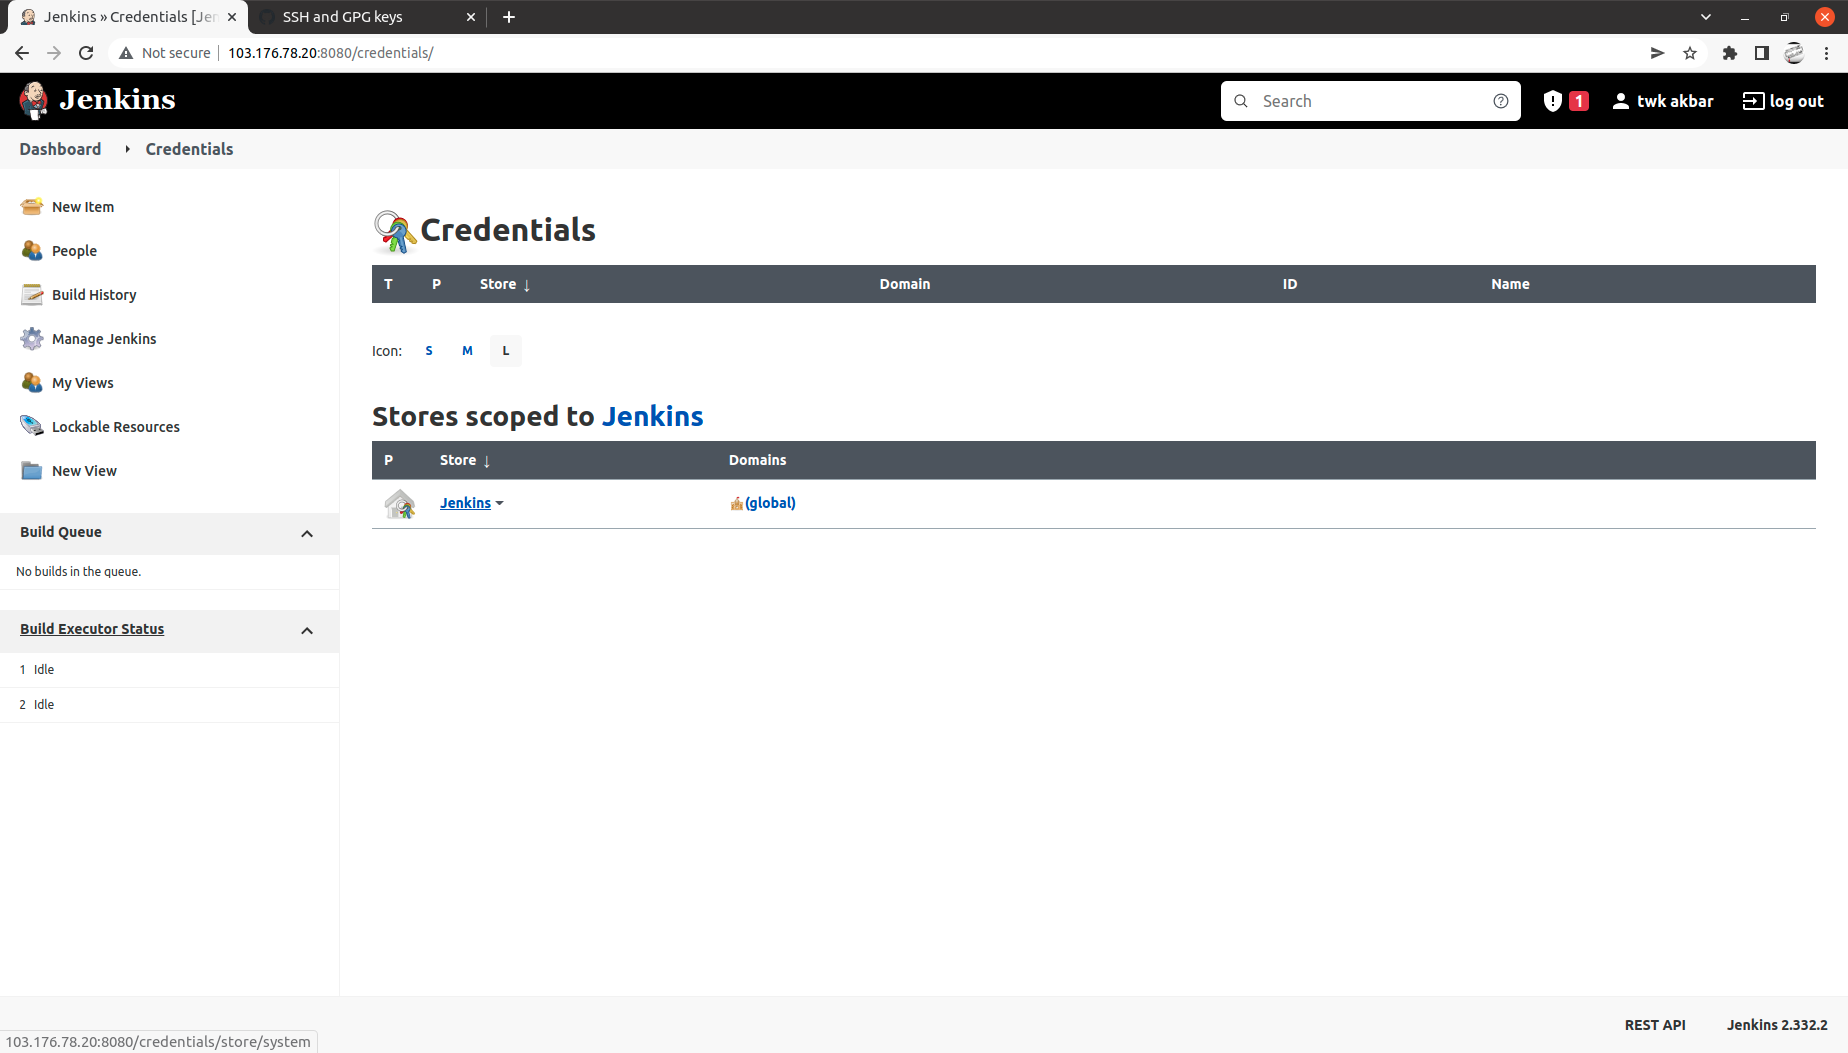 Jenkins » Credentials [Jen
SSH and GPG keys
Not secure 103.176.78.20:8080/credentials/
Jenkins
Search
1
twk akbar
log out
Dashboard
Credentials
New Item
People
Build History
Manage Jenkins
My Views
Lockable Resources
New View
Build Queue
No builds in the queue.
Build Executor Status
1 Idle
2 Idle
Credentials
T P Store ↓ Domain ID Name
Icon: S M L
Stores scoped to Jenkins
P Store ↓ Domains
Jenkins (global)
REST API Jenkins 2.332.2
103.176.78.20:8080/credentials/store/system